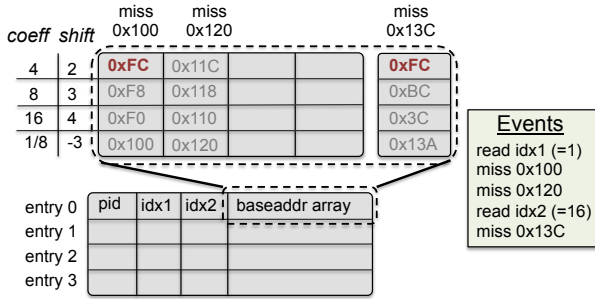 miss miss miss
0x100 0x120 0x13C
coeff shift
4 2 0xFC 0x11C 0xFC
8 3 0xF8 0x118 0xBC
16 4 0xF0 0x110 0x3C
1/8 -3 0x100 0x120 0x13A
Events
read idx1 (=1)
miss 0x100
miss 0x120
read idx2 (=16)
miss 0x13C
entry 0 pid idx1 idx2 baseaddr array
entry 1
entry 2
entry 3